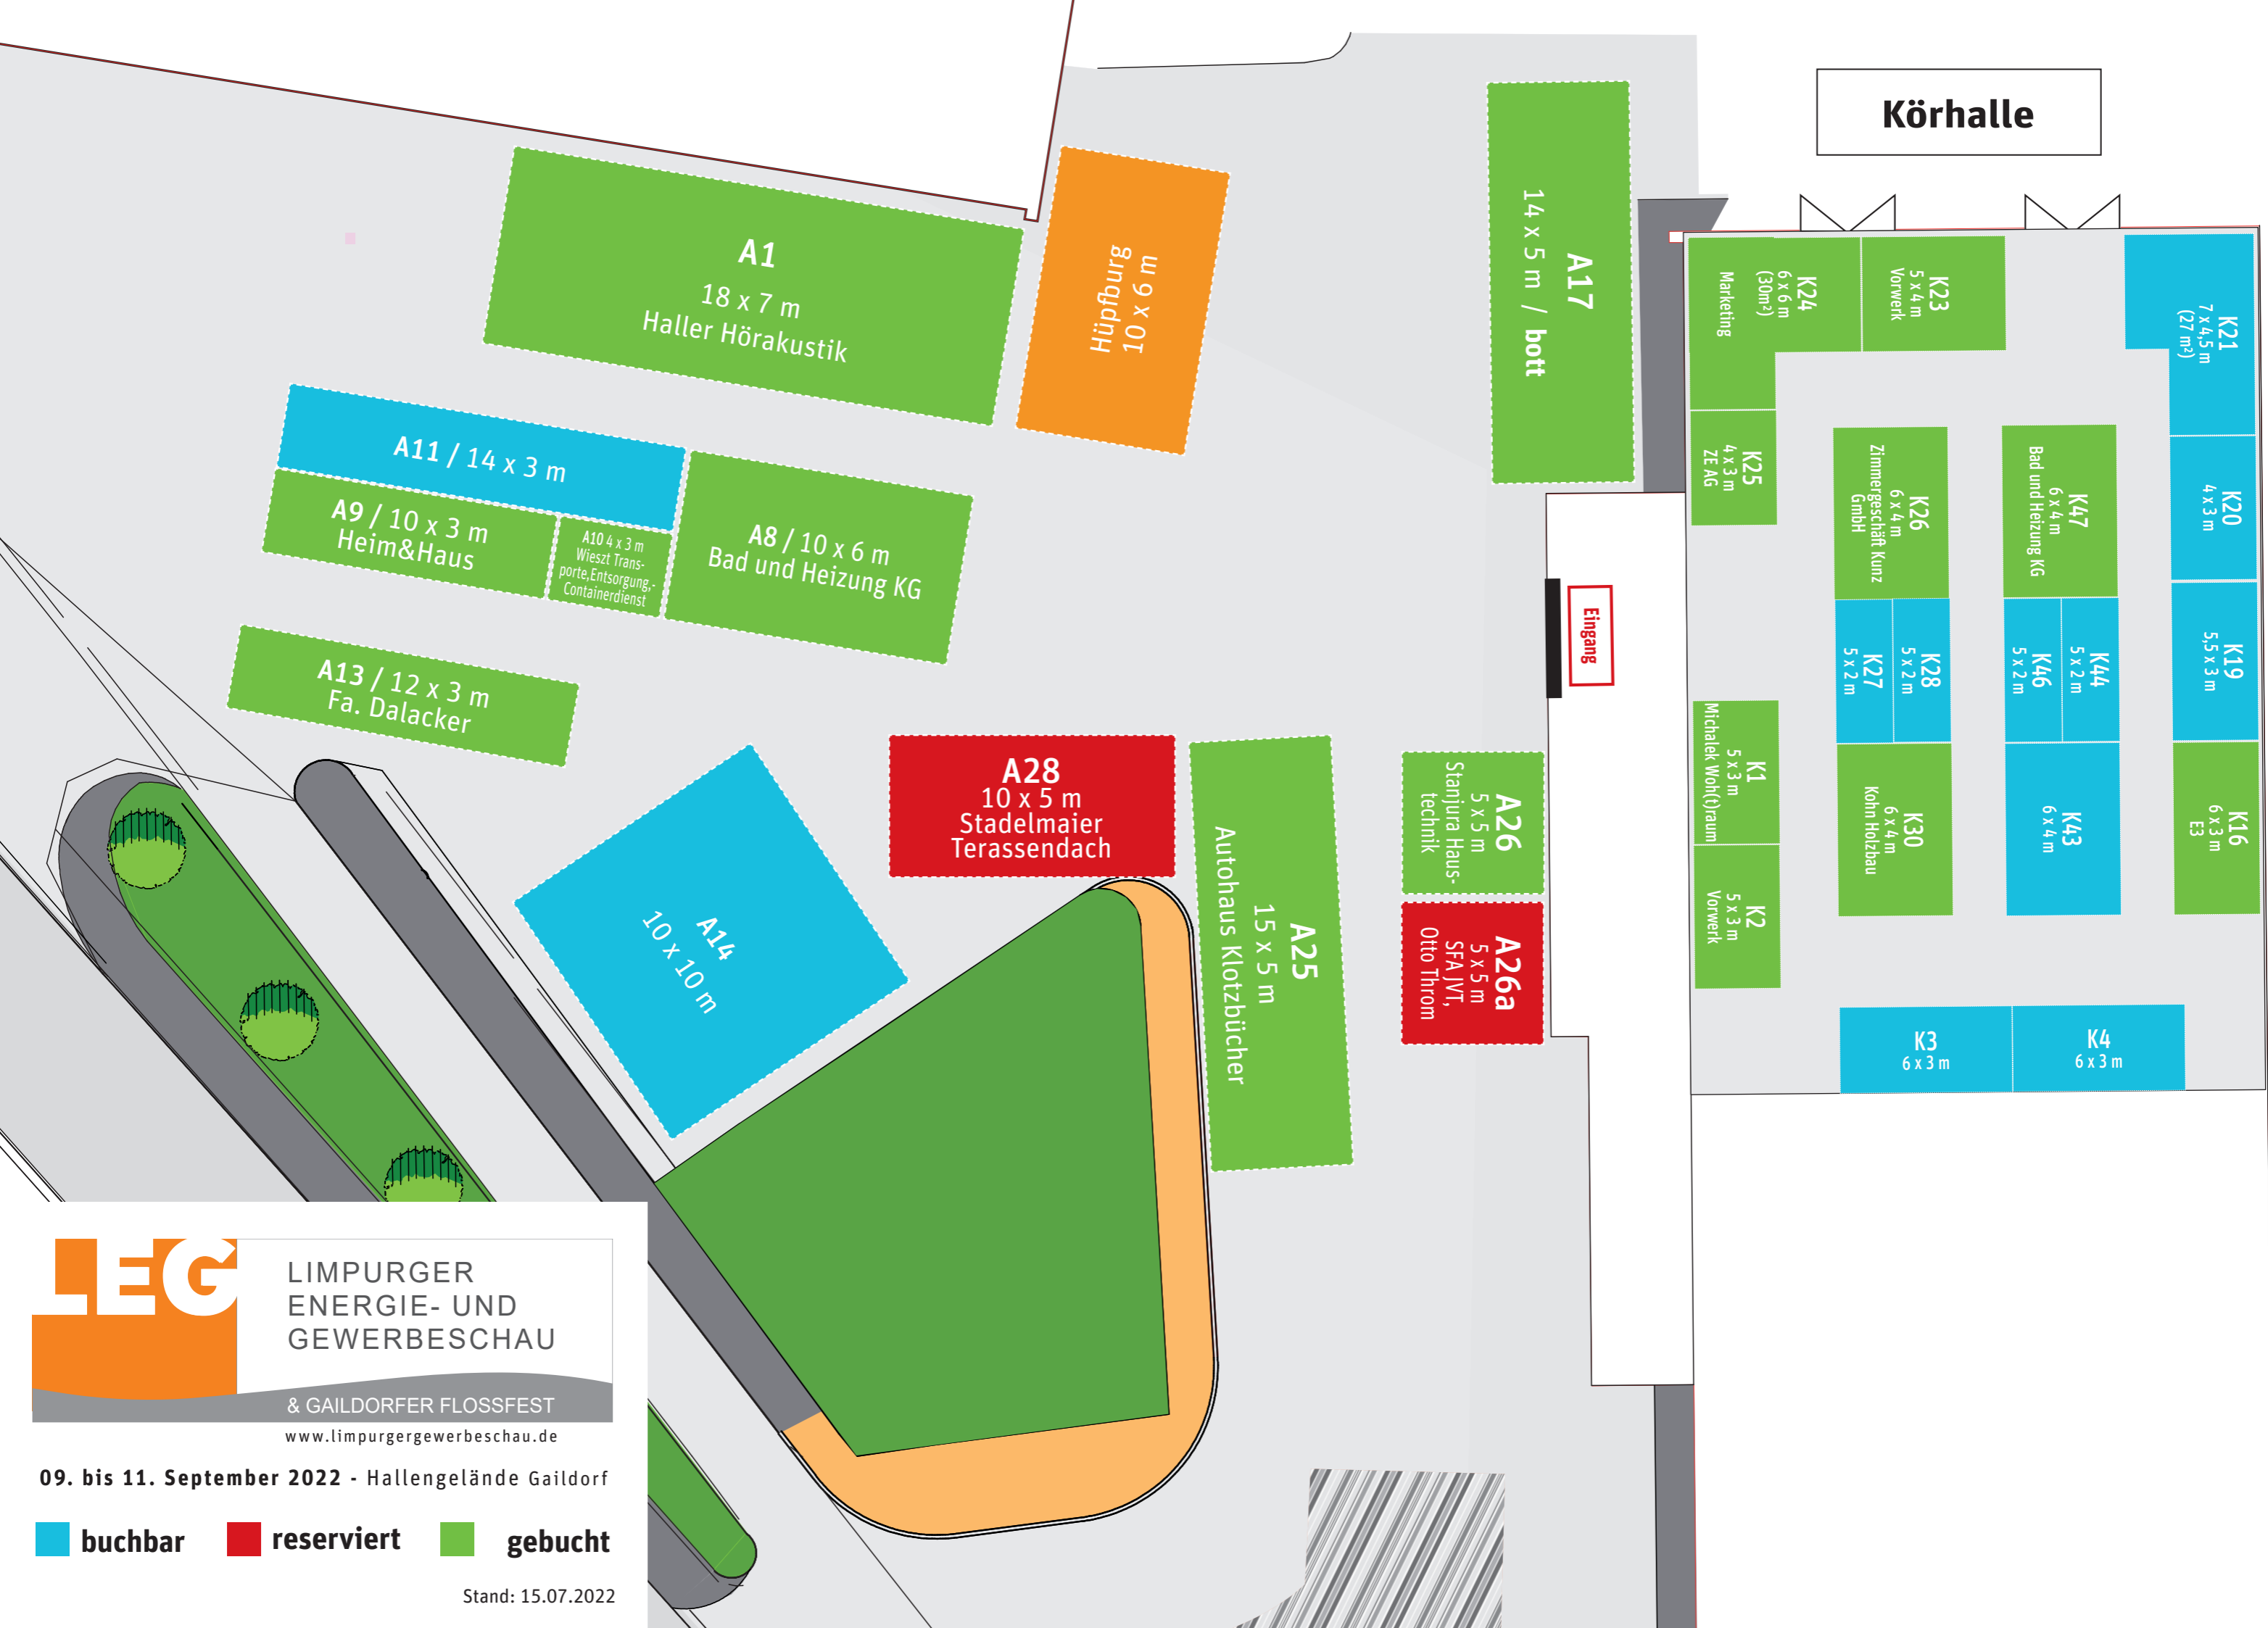 Körhalle
A1
18 x 7 m
Haller Hörakustik
Hüpfburg
10 x 6 m
A17
14 x 5 m / bott
A11 / 14 x 3 m
A9 / 10 x 3 m
Heim&Haus
A10 4 x 3 m
Wieszt Trans-
porte,Entsorgung,-
Containerdienst
A8 / 10 x 6 m
Bad und Heizung KG
A13 / 12 x 3 m
Fa. Dalacker
A14
10 x 10 m
A28
10 x 5 m
Stadelmaier
Terassendach
A25
15 x 5 m
Autohaus Klotzbücher
A26
5 x 5 m
Stanjura Haus-
technik
A26a
5 x 5 m
SFA JVT,
Otto Throm
Eingang
K24
6 x 6 m
(30m²)
Marketing
K23
5 x 4 m
Vorwerk
K21
7 x 4,5 m
(27 m²)
K25
4 x 3 m
ZE AG
K26
6 x 4 m
Zimmergeschäft Kunz
GmbH
K47
6 x 4 m
Bad und Heizung KG
K20
4 x 3 m
K27
5 x 2 m
K28
5 x 2 m
K46
5 x 2 m
K44
5 x 2 m
K19
5,5 x 3 m
K1
5 x 3 m
Michalek Woh(t)raum
K30
6 x 4 m
Kohn Holzbau
K43
6 x 4 m
K16
6 x 3 m
E3
K2
5 x 3 m
Vorwerk
K3
6 x 3 m
K4
6 x 3 m
LEG
LIMPURGER
ENERGIE- UND
GEWERBESCHAU
& GAILDORFER FLOSSFEST
www.limpurgergewerbeschau.de
09. bis 11. September 2022 - Hallengelände Gaildorf
buchbar reserviert gebucht
Stand: 15.07.2022